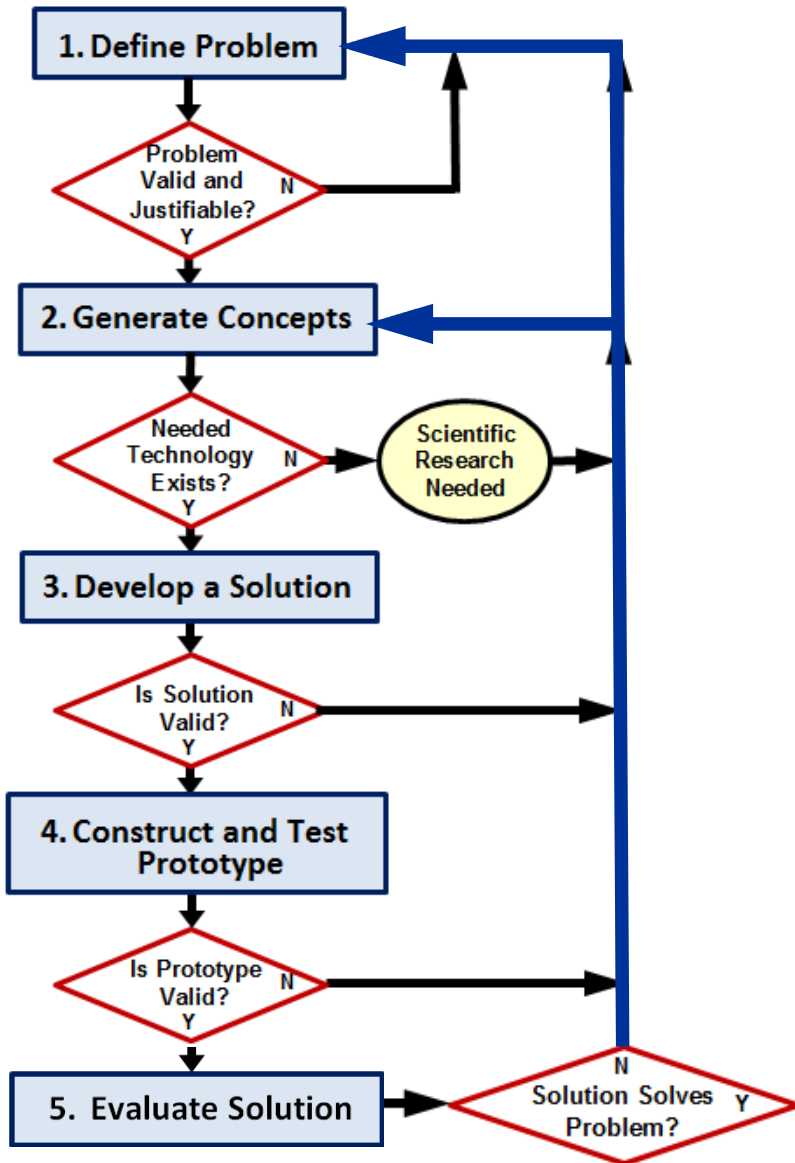 1. Define Problem
Problem
Valid and
Justifiable?
N
Y
2. Generate Concepts
Needed
Technology
Exists?
N
Y
Scientific
Research
Needed
3. Develop a Solution
Is Solution
Valid?
N
Y
4. Construct and Test
Prototype
Is Prototype
Valid?
N
Y
5. Evaluate Solution
N
Solution Solves
Problem?
Y